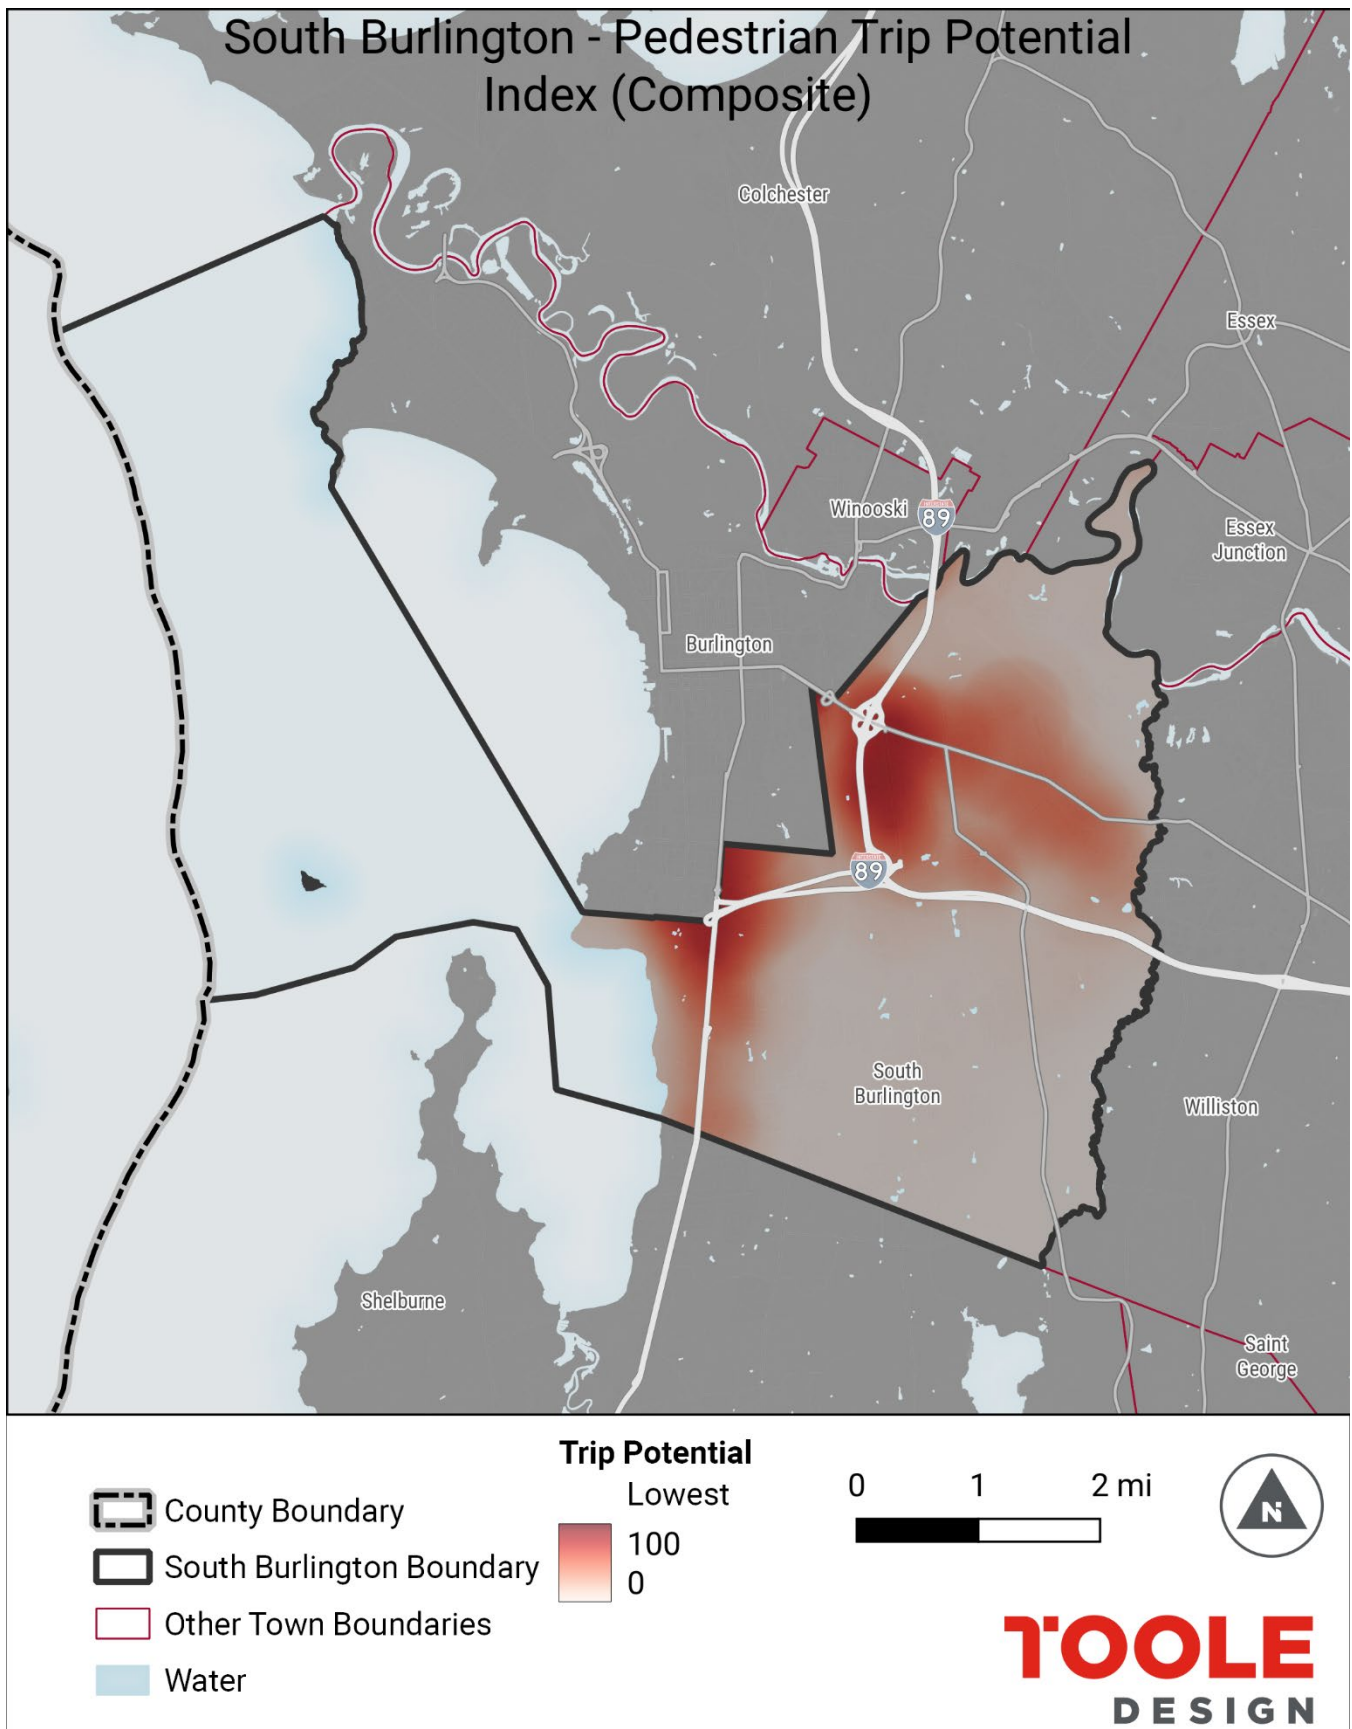 South Burlington - Pedestrian Trip Potential
Index (Composite)
Colchester
Essex
Winooski
89
Essex
Junction
Burlington
89
South
Burlington
Williston
Shelburne
Saint
George
Trip Potential
Lowest
100
0
County Boundary
South Burlington Boundary
Other Town Boundaries
Water
0 1 2 mi
N
TOOLE
DESIGN